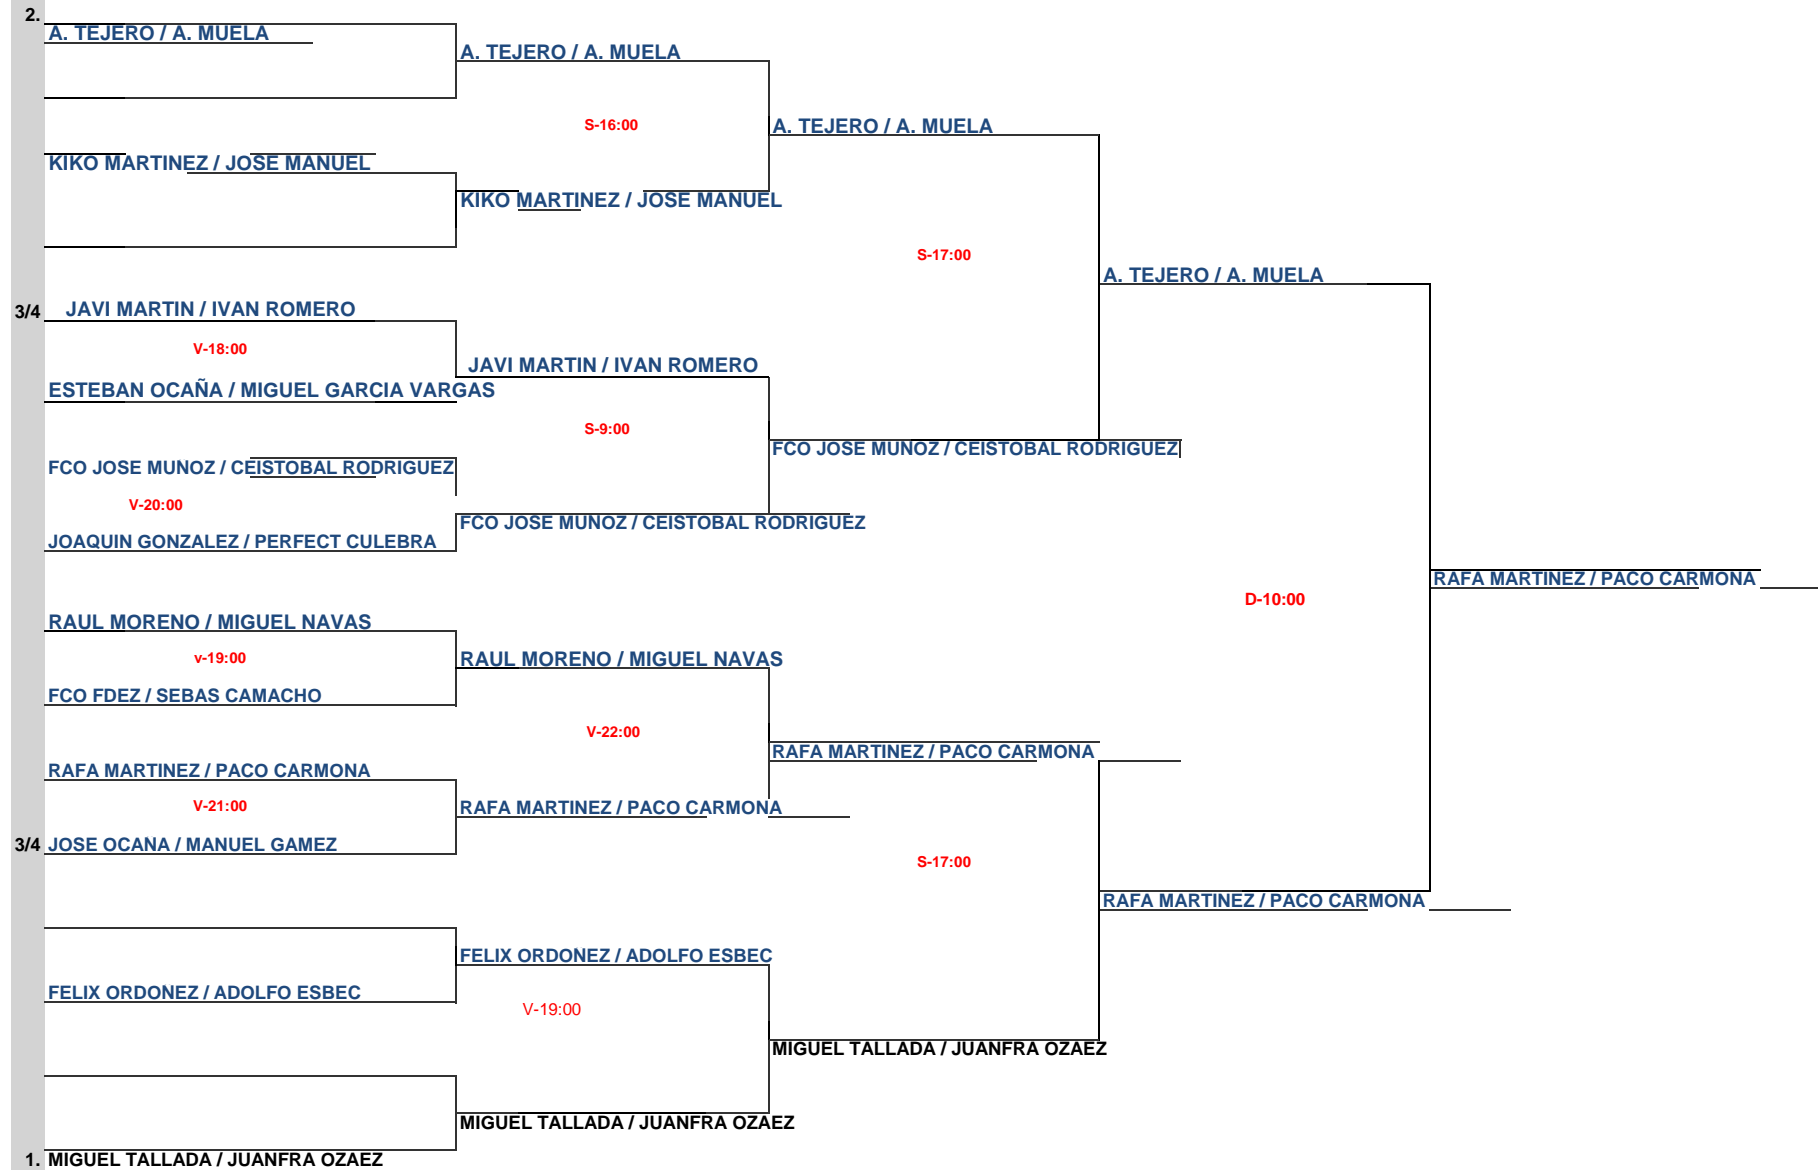 2.
A. TEJERO / A. MUELA
A. TEJERO / A. MUELA
S-16:00
A. TEJERO / A. MUELA
KIKO MARTINEZ / JOSE MANUEL
KIKO MARTINEZ / JOSE MANUEL
S-17:00
A. TEJERO / A. MUELA
3/4 JAVI MARTIN / IVAN ROMERO
V-18:00
JAVI MARTIN / IVAN ROMERO
ESTEBAN OCAÑA / MIGUEL GARCIA VARGAS
S-9:00
FCO JOSE MUNOZ / CEISTOBAL RODRIGUEZ
FCO JOSE MUNOZ / CEISTOBAL RODRIGUEZ
V-20:00
FCO JOSE MUNOZ / CEISTOBAL RODRIGUEZ
JOAQUIN GONZALEZ / PERFECT CULEBRA
RAFA MARTINEZ / PACO CARMONA
D-10:00
RAUL MORENO / MIGUEL NAVAS
v-19:00
RAUL MORENO / MIGUEL NAVAS
FCO FDEZ / SEBAS CAMACHO
V-22:00
RAFA MARTINEZ / PACO CARMONA
RAFA MARTINEZ / PACO CARMONA
V-21:00
RAFA MARTINEZ / PACO CARMONA
3/4 JOSE OCANA / MANUEL GAMEZ
S-17:00
RAFA MARTINEZ / PACO CARMONA
FELIX ORDONEZ / ADOLFO ESBEC
FELIX ORDONEZ / ADOLFO ESBEC
V-19:00
MIGUEL TALLADA / JUANFRA OZAEZ
MIGUEL TALLADA / JUANFRA OZAEZ
1. MIGUEL TALLADA / JUANFRA OZAEZ